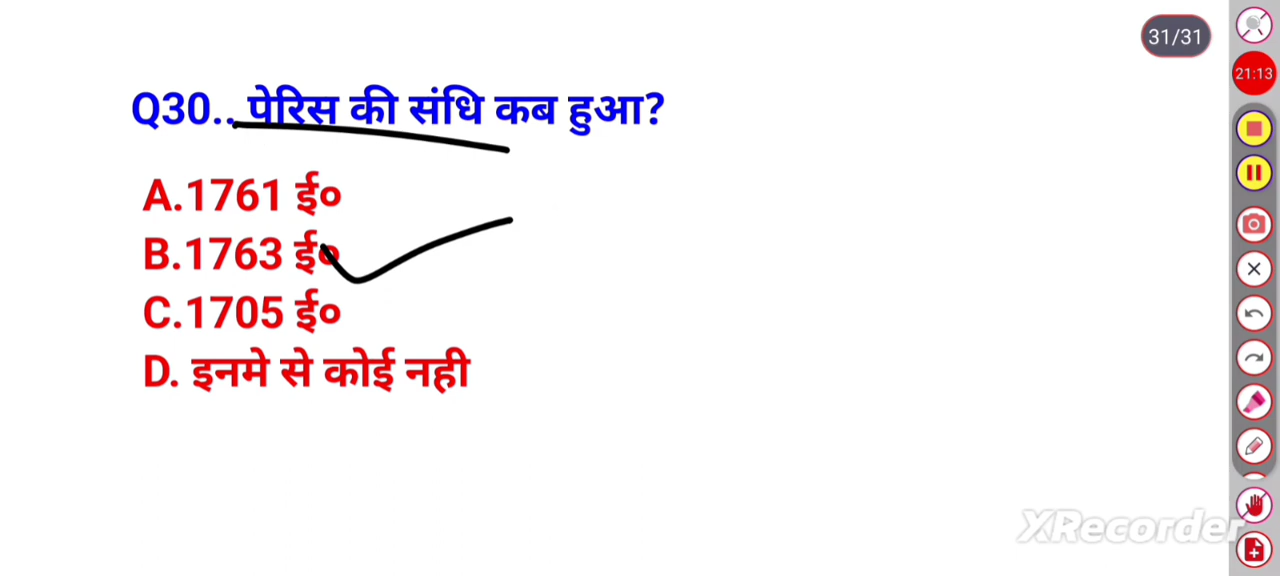 31/31
21:13
Q30.. पेरिस की संधि कब हुआ?
A.1761 ई०
B.1763 ई०
C.1705 ई०
D. इनमे से कोई नही
XRecorder